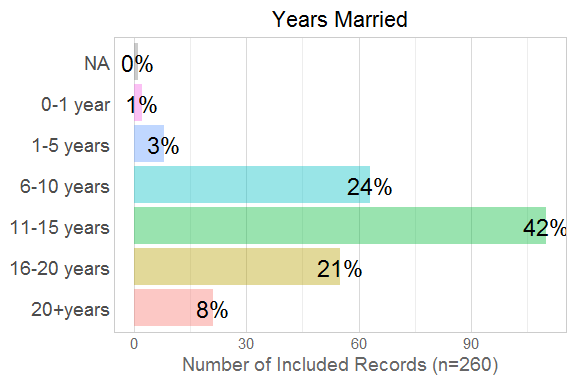 Years Married
NA 0%
0-1 year 1%
1-5 years 3%
6-10 years 24%
11-15 years 42%
16-20 years 21%
20+years 8%
0 30 60 90
Number of Included Records (n=260)